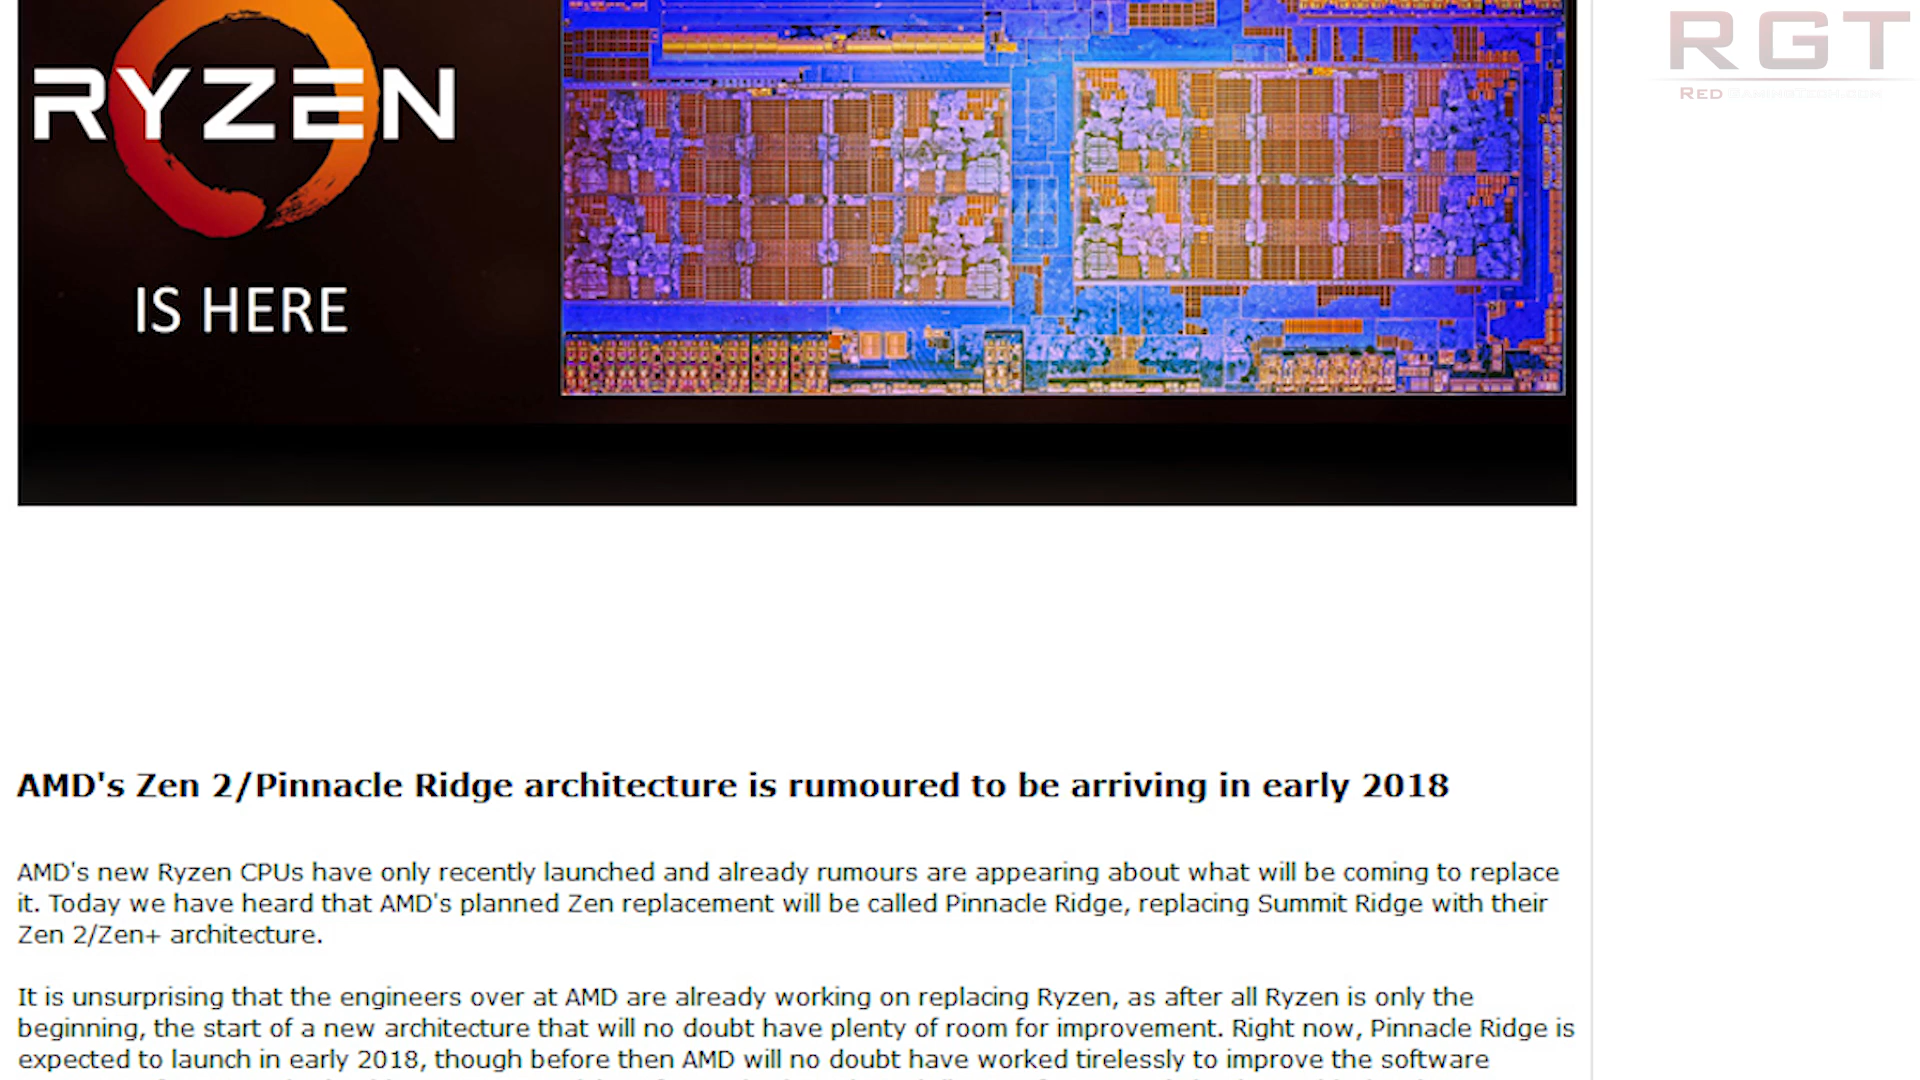 RYZEN
IS HERE
RGT
RED
AMD's Zen 2/Pinnacle Ridge architecture is rumoured to be arriving in early 2018
AMD's new Ryzen CPUs have only recently launched and already rumours are appearing about what will be coming to replace
it. Today we have heard that AMD's planned Zen replacement will be called Pinnacle Ridge, replacing Summit Ridge with their
Zen 2/Zen+ architecture.
It is unsurprising that the engineers over at AMD are already working on replacing Ryzen, as after all Ryzen is only the
beginning, the start of a new architecture that will no doubt have plenty of room for improvement. Right now, Pinnacle Ridge is
expected to launch in early 2018, though before then AMD will no doubt have worked tirelessly to improve the software